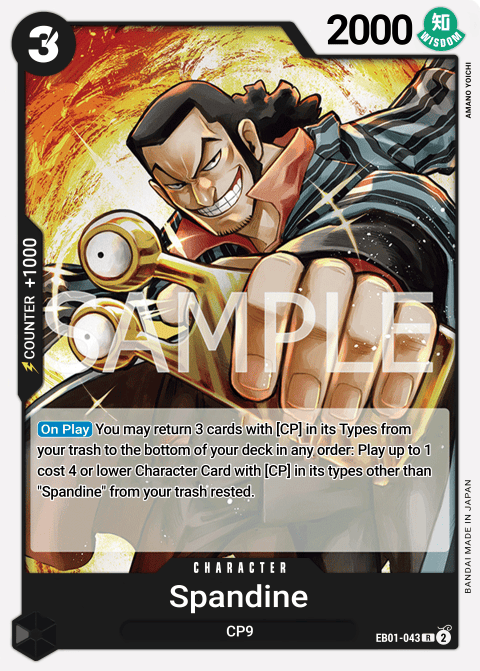 3
2000
知
WISDOM
AMANO YOICHI
COUNTER +1000
SAMPLE
On Play You may return 3 cards with [CP] in its Types from
your trash to the bottom of your deck in any order: Play up to 1
cost 4 or lower Character Card with [CP] in its types other than
"Spandine" from your trash rested.
BANDAI MADE IN JAPAN
CHARACTER
Spandine
CP9
EB01-043 R 2